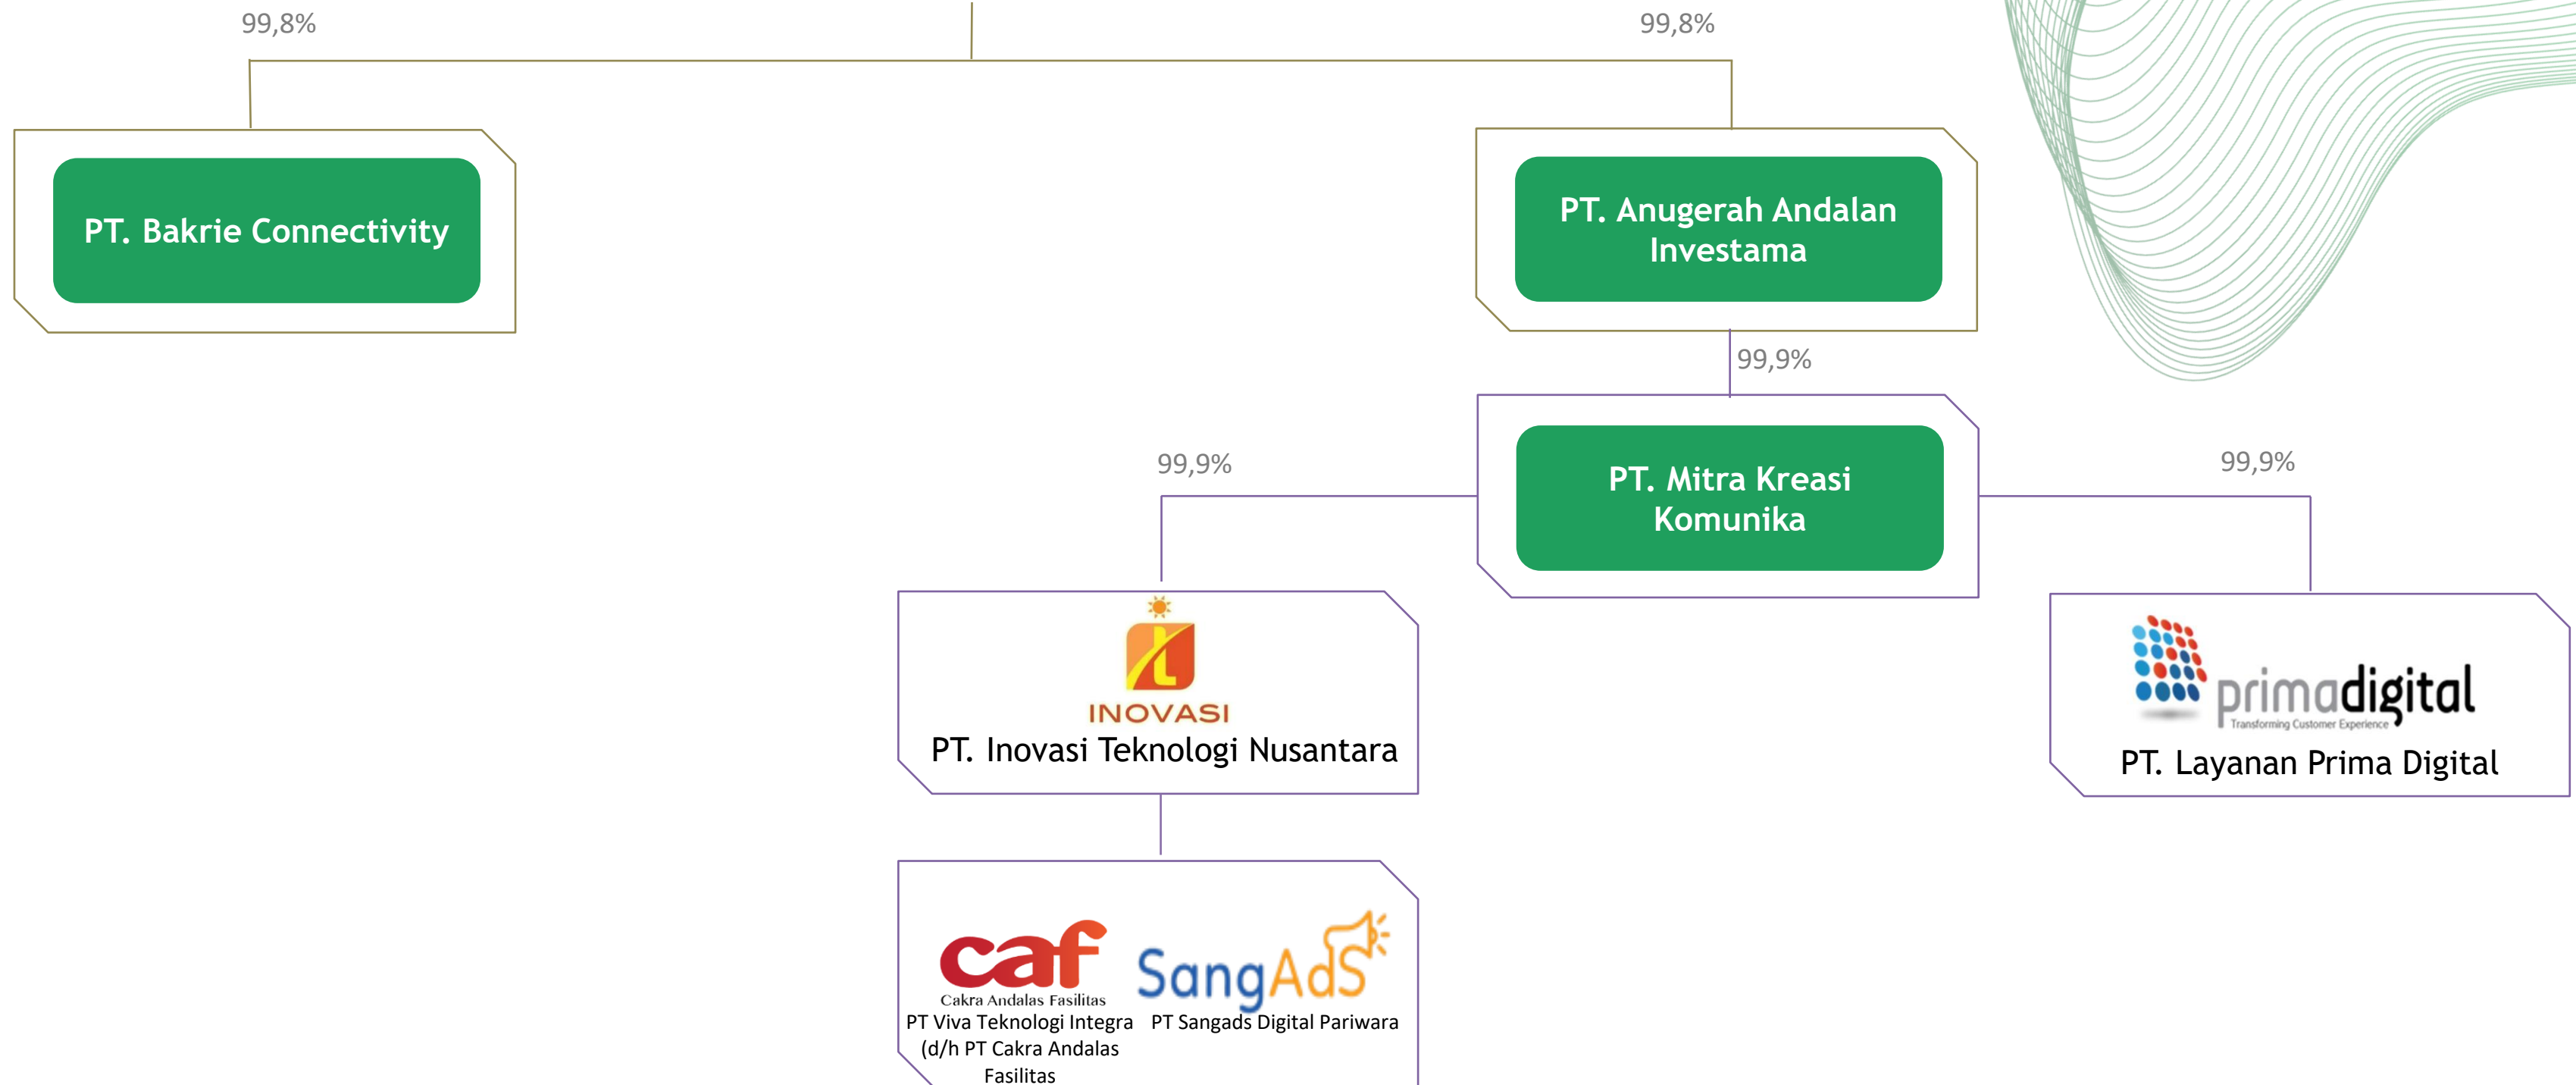 99,8%
99,8%
PT. Bakrie Connectivity
PT. Anugerah Andalan
Investama
99,9%
99,9%
PT. Mitra Kreasi
Komunika
99,9%
INOVASI
PT. Inovasi Teknologi Nusantara
primadigital
Transforming Customer Experience
PT. Layanan Prima Digital
caf
Cakra Andalas Fasilitas
PT Viva Teknologi Integra
(d/h PT Cakra Andalas
Fasilitas
SangAdS
PT Sangads Digital Pariwara